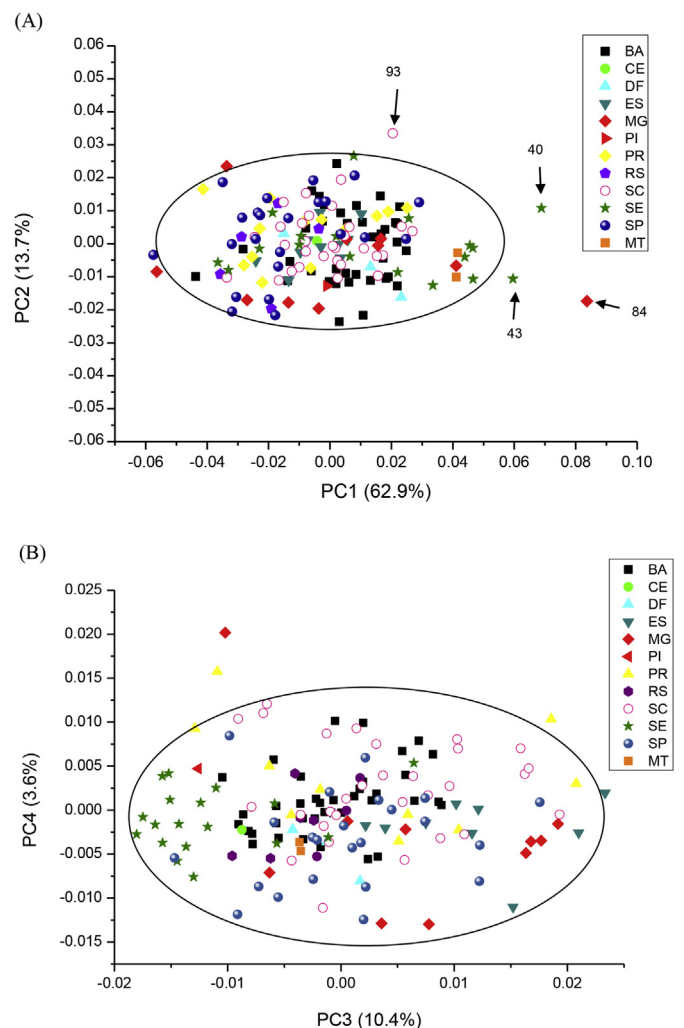 (A)
0.06
0.05
0.04
0.03
0.02
0.01
0.00
-0.01
-0.02
-0.03
-0.04
-0.05
-0.06
PC2 (13.7%)
93
40
43
84
BA
CE
DF
ES
MG
PI
PR
RS
SC
SE
SP
MT
-0.06
-0.04
-0.02
0.00
0.02
0.04
0.06
0.08
0.10
PC1 (62.9%)
(B)
0.025
0.020
0.015
0.010
0.005
0.000
-0.005
-0.010
-0.015
PC4 (3.6%)
BA
CE
DF
ES
MG
PI
PR
RS
SC
SE
SP
MT
-0.02
-0.01
0.00
0.01
0.02
PC3 (10.4%)